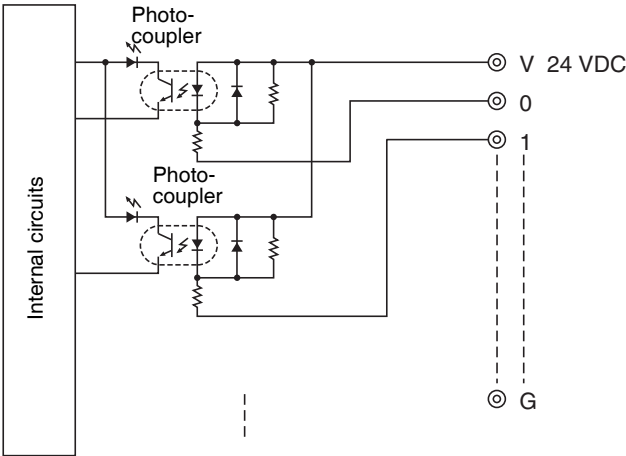 Photo-
coupler
V 24 VDC
0
1
Photo-
coupler
Internal circuits
G